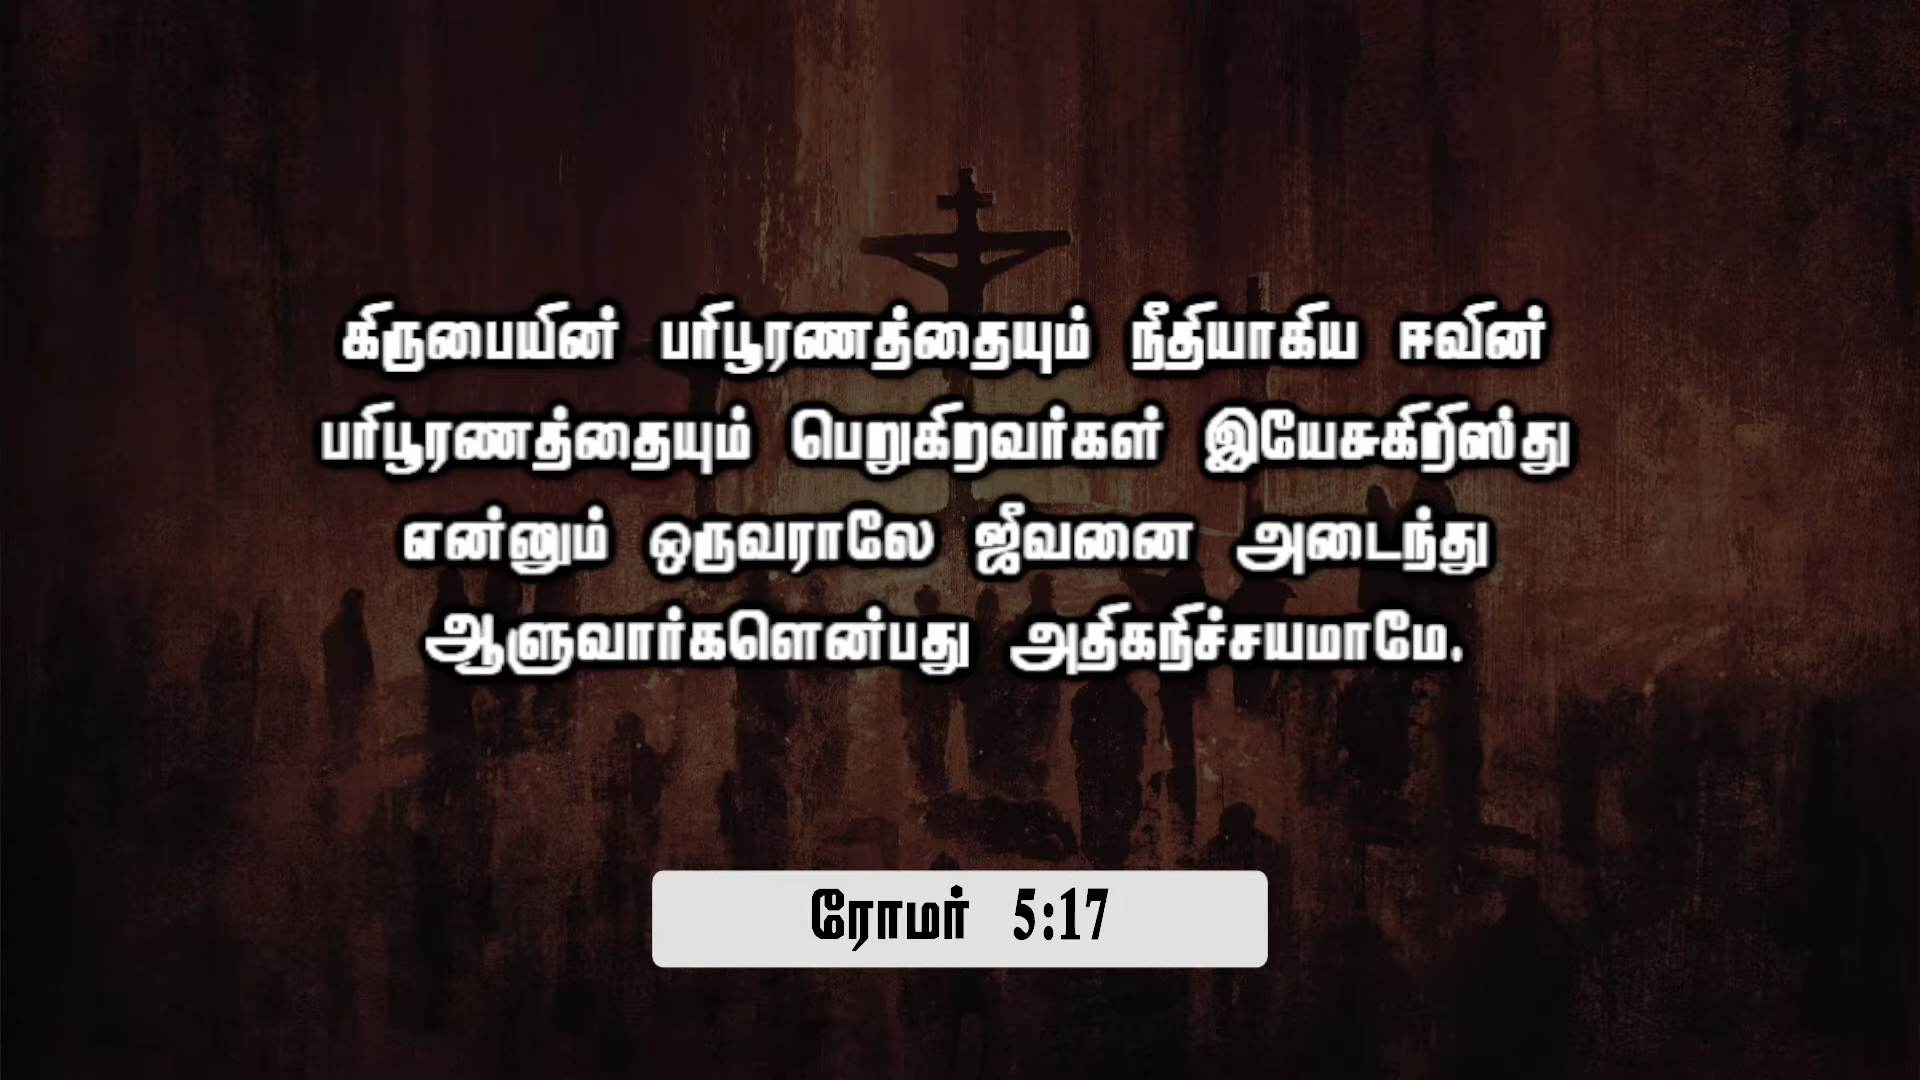 கிருபையின் பரிபூரணத்தையும் நீதியாகிய ஈவின்
பரிபூரணத்தையும் பெறுகிறவர்கள் இயேசுகிறிஸ்து
என்னும் ஒருவராலே ஜீவனை அடைந்து
ஆளுவார்களென்பது அதிகநிச்சயமாமே.
ரோமர் 5:17